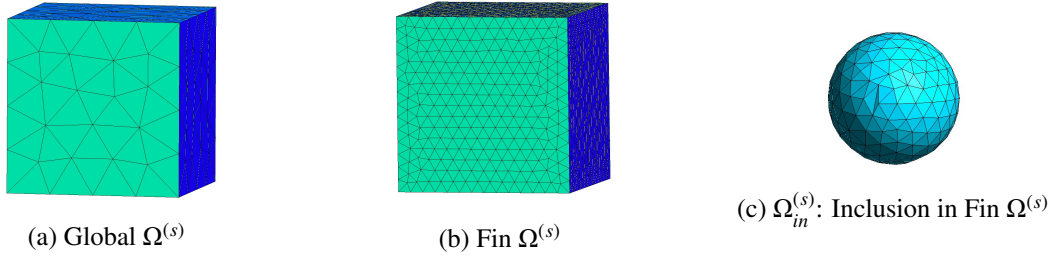 (a) Global Ω^(s)
(b) Fin Ω^(s)
(c) Ω_in^(s): Inclusion in Fin Ω^(s)